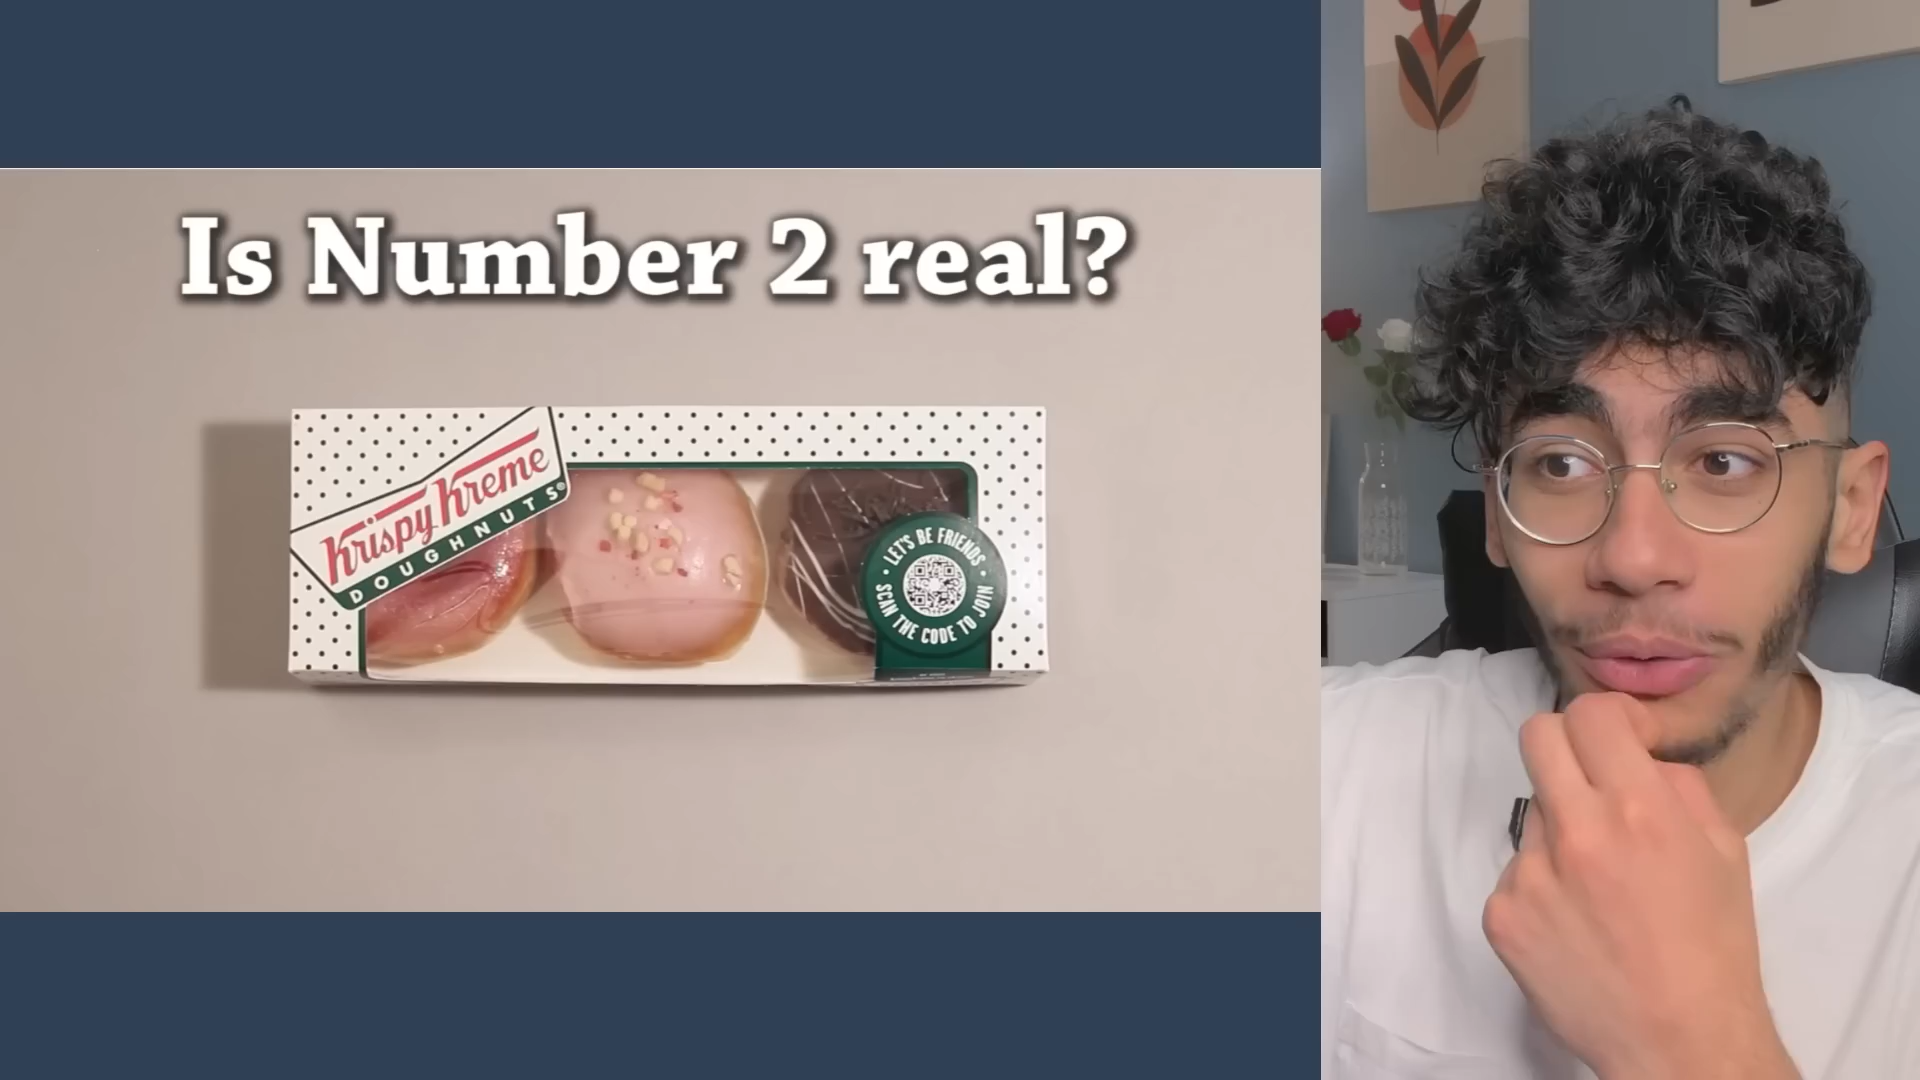 Is Number 2 real?
Krispy Kreme
DOUGHNUTS®
LET'S BE FRIENDS
SCAN THE CODE TO JOIN